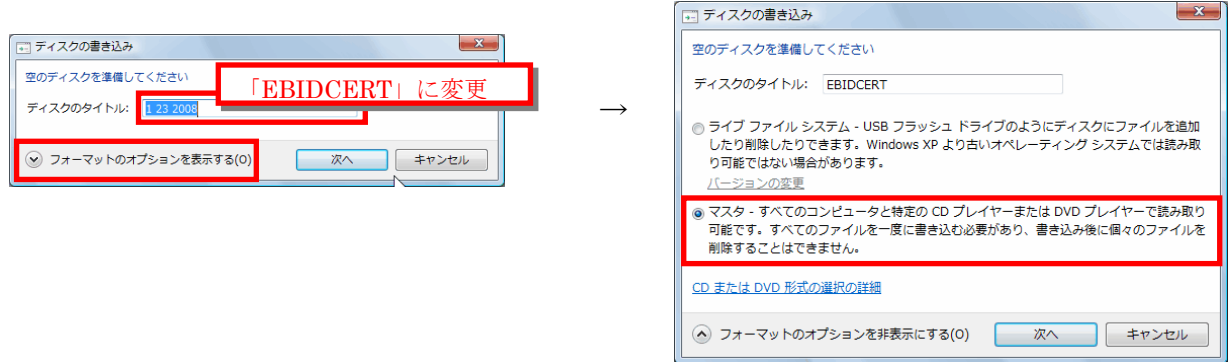 ディスクの書き込み
空のディスクを準備してください
「EBIDCERT」に変更
ディスクのタイトル: 1 23 2008
フォーマットのオプションを表示する(O) 次へ キャンセル
→
ディスクの書き込み
空のディスクを準備してください
ディスクのタイトル: EBIDCERT
ライブ ファイル システム - USB フラッシュ ドライブのようにディスクにファイルを追加
したり削除したりできます。Windows XP より古いオペレーティング システムでは読み取
り可能ではない場合があります。
バージョンの変更
マスタ - すべてのコンピュータと特定の CD プレイヤーまたは DVD プレイヤーで読み取り
可能です。すべてのファイルを一度に書き込む必要があり、書き込み後に個々のファイルを
削除することはできません。
CD または DVD 形式の選択の詳細
フォーマットのオプションを非表示にする(O) 次へ キャンセル